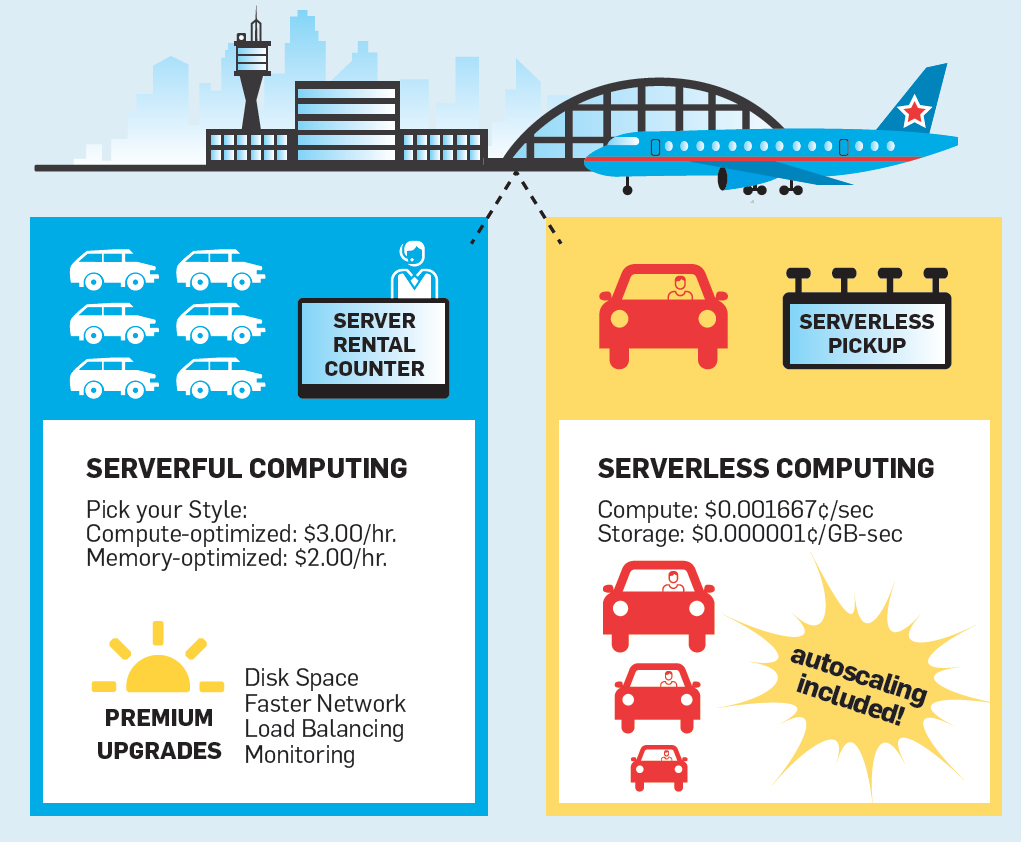 SERVER
RENTAL
COUNTER
SERVERLESS
PICKUP
SERVERFUL COMPUTING
Pick your Style:
Compute-optimized: $3.00/hr.
Memory-optimized: $2.00/hr.
PREMIUM
UPGRADES
Disk Space
Faster Network
Load Balancing
Monitoring
SERVERLESS COMPUTING
Compute: $0.001667¢/sec
Storage: $0.000001¢/GB-sec
autoscaling
included!